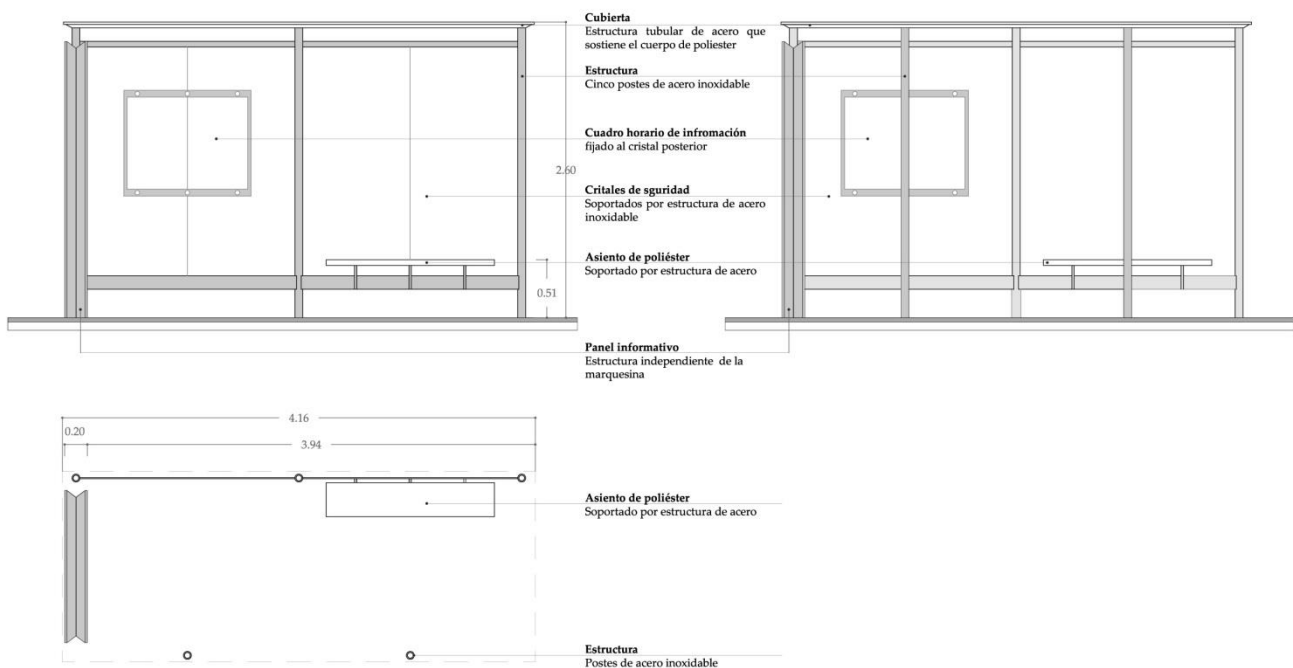 Cubierta
Estructura tubular de acero que
sostiene el cuerpo de poliester
Estructura
Cinco postes de acero inoxidable
Cuadro horario de infromación
fijado al cristal posterior
2.60
Critales de sguridad
Soportados por estructura de acero
inoxidable
Asiento de poliéster
Soportado por estructura de acero
0.51
Panel informativo
Estructura independiente de la
marquesina
4.16
0.20
3.94
Asiento de poliéster
Soportado por estructura de acero
Estructura
Postes de acero inoxidable